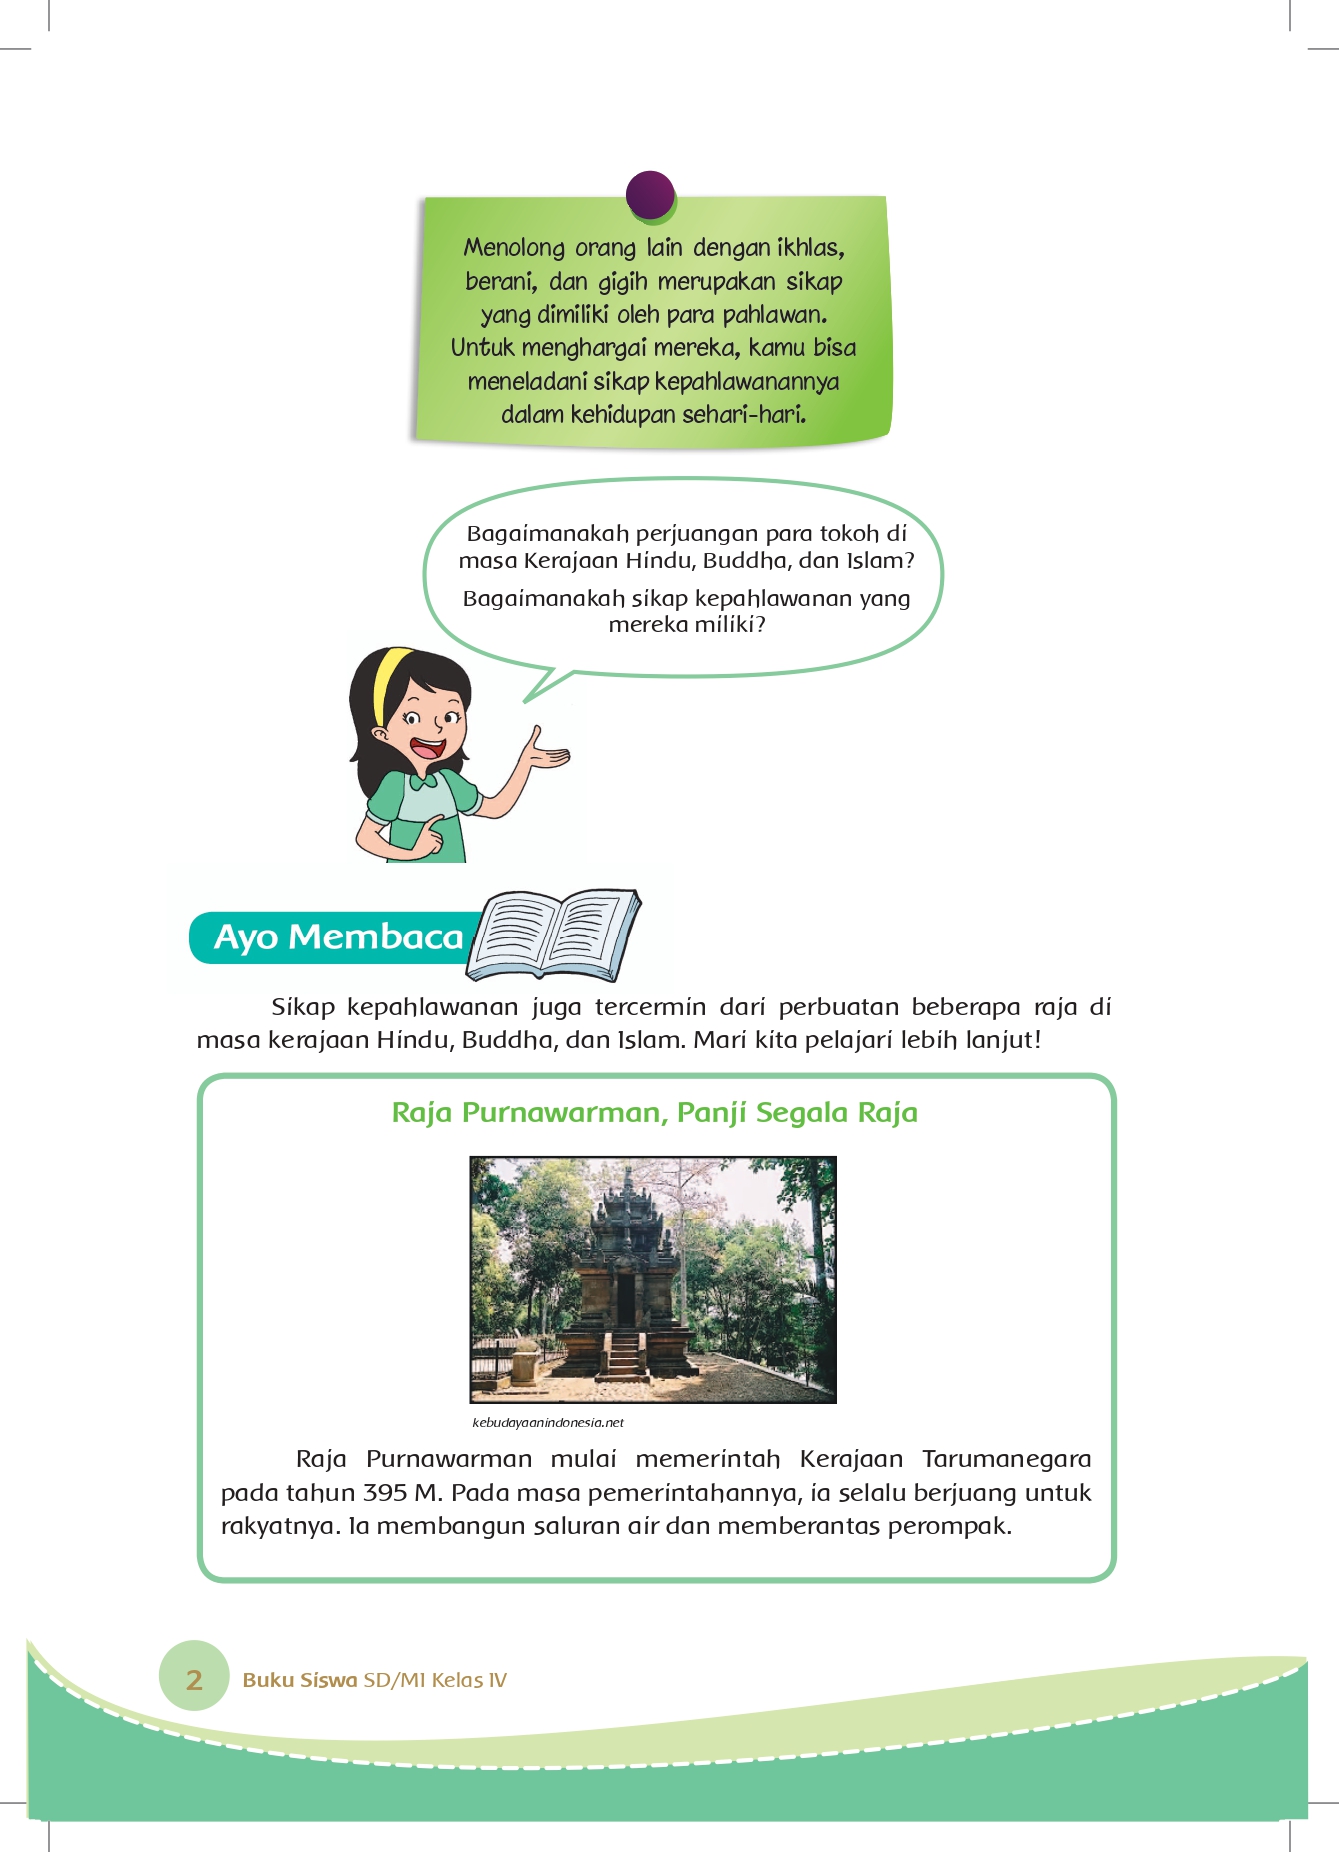 Menolong orang lain dengan ikhlas,
berani, dan gigih merupakan sikap
yang dimiliki oleh para pahlawan.
Untuk menghargai mereka, kamu bisa
meneladani sikap kepahlawanannya
dalam kehidupan sehari-hari.
Bagaimanakah perjuangan para tokoh di
masa Kerajaan Hindu, Buddha, dan Islam?
Bagaimanakah sikap kepahlawanan yang
mereka miliki?
Ayo Membaca
Sikap kepahlawanan juga tercermin dari perbuatan beberapa raja di
masa kerajaan Hindu, Buddha, dan Islam. Mari kita pelajari lebih lanjut!
Raja Purnawarman, Panji Segala Raja
kebudayaanindonesia.net
Raja Purnawarman mulai memerintah Kerajaan Tarumanegara
pada tahun 395 M. Pada masa pemerintahannya, ia selalu berjuang untuk
rakyatnya. Ia membangun saluran air dan memberantas perompak.
2 Buku Siswa SD/MI Kelas IV